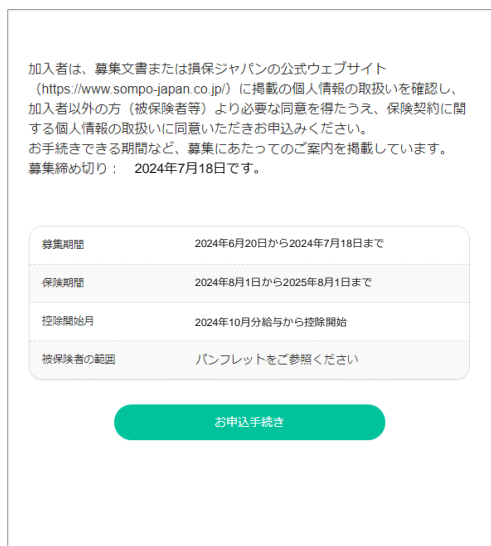 加入者は、募集文書または損保ジャパンの公式ウェブサイト
（https://www.sompo-japan.co.jp/）に掲載の個人情報の取扱いを確認し、
加入者以外の方（被保険者等）より必要な同意を得たうえ、保険契約に関
する個人情報の取扱いに同意いただきお申込みください。
お手続きできる期間など、募集にあたってのご案内を掲載しています。
募集締め切り： 2024年7月18日です。
募集期間 2024年6月20日から2024年7月18日まで
保険期間 2024年8月1日から2025年8月1日まで
控除開始月 2024年10月分給与から控除開始
被保険者の範囲 パンフレットをご参照ください
お申込手続き